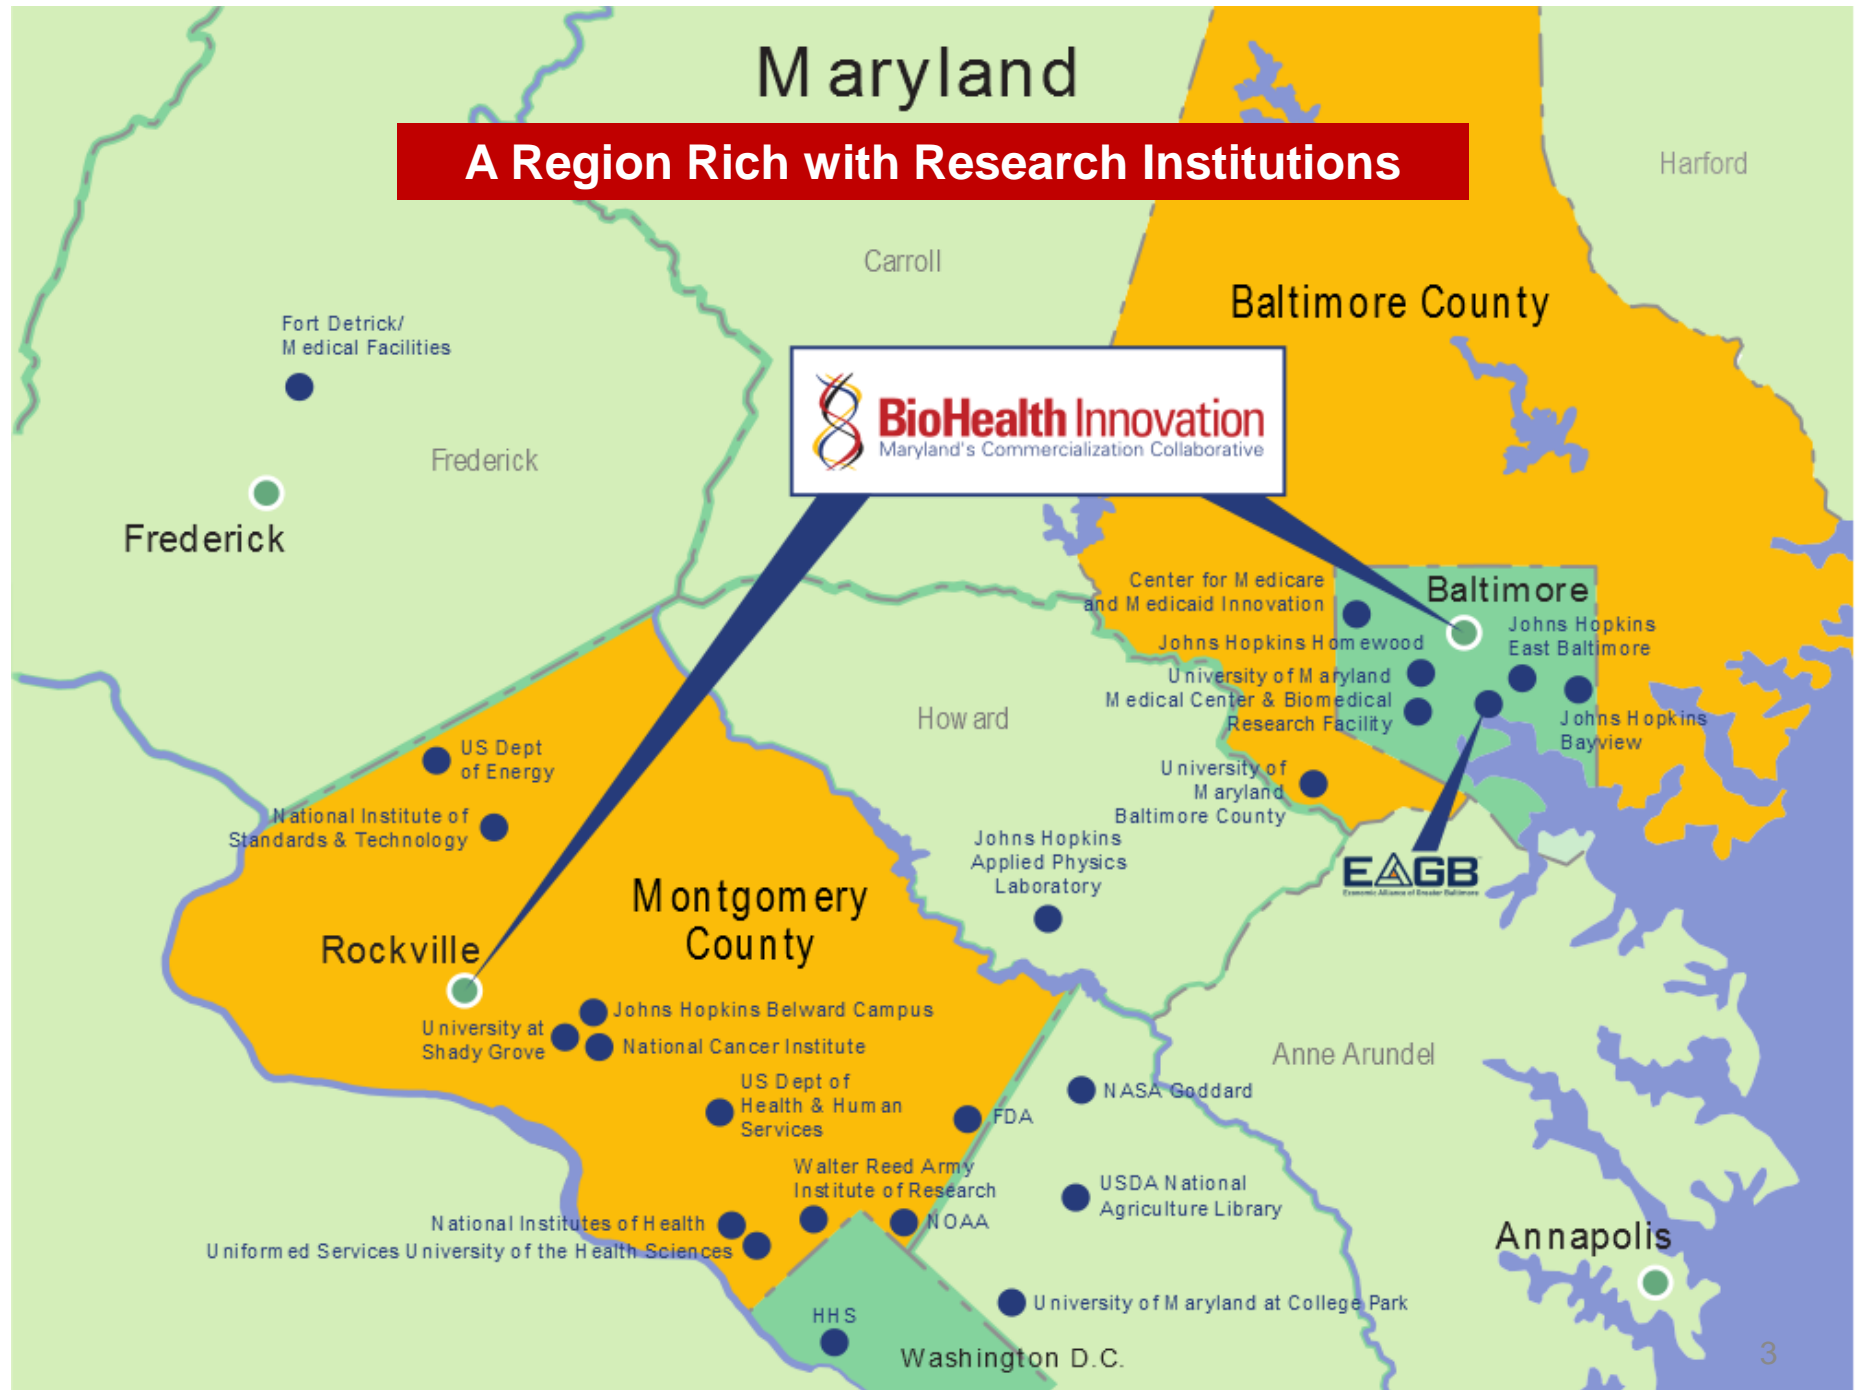 Maryland
A Region Rich with Research Institutions
Harford
Carroll
Baltimore County
Fort Detrick/
Medical Facilities
BioHealth Innovation
Maryland's Commercialization Collaborative
Frederick
Frederick
Center for Medicare
and Medicaid Innovation
Baltimore
Johns Hopkins
East Baltimore
Johns Hopkins Homewood
University of Maryland
Medical Center & Biomedical
Research Facility
Johns Hopkins
Bayview
Howard
US Dept
of Energy
University of
Maryland
Baltimore County
National Institute of
Standards & Technology
Johns Hopkins
Applied Physics
Laboratory
EAGB
Economic Alliance of Greater Baltimore
Montgomery
County
Rockville
Johns Hopkins Belward Campus
University at
Shady Grove
National Cancer Institute
Anne Arundel
US Dept of
Health & Human
Services
NASA Goddard
FDA
Walter Reed Army
Institute of Research
USDA National
Agriculture Library
National Institutes of Health
NOAA
Uniformed Services University of the Health Sciences
Annapolis
University of Maryland at College Park
HHS
Washington D.C.
3